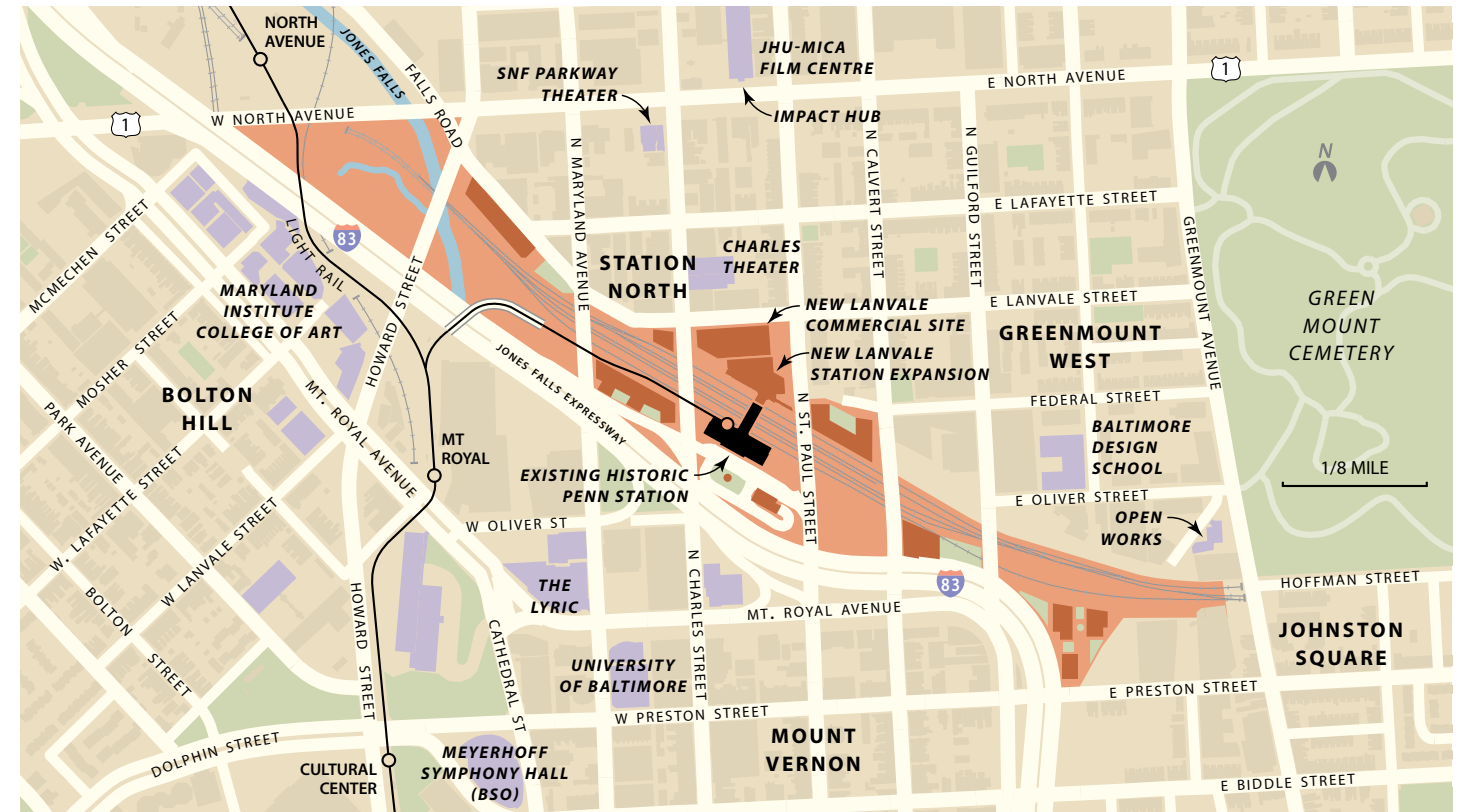 NORTH
AVENUE
JONES FALLS
FALLS ROAD
SNF PARKWAY
THEATER
JHU-MICA
FILM CENTRE
IMPACT HUB
E NORTH AVENUE
1
W NORTH AVENUE
1
N MARYLAND AVENUE
N CALVERT STREET
N GUILFORD STREET
N
E LAFAYETTE STREET
GREENMOUNT AVENUE
MCMECHEN STREET
LIGHT RAIL
83
HOWARD STREET
MARYLAND
INSTITUTE
COLLEGE OF ART
STATION
NORTH
CHARLES
THEATER
NEW LANVALE
COMMERCIAL SITE
NEW LANVALE
STATION EXPANSION
E LANVALE STREET
GREENMOUNT
WEST
GREEN
MOUNT
CEMETERY
MOSHER STREET
BOLTON
HILL
PARK AVENUE
MT. ROYAL AVENUE
JONES FALLS EXPRESSWAY
N ST. PAUL STREET
FEDERAL STREET
BALTIMORE
DESIGN
SCHOOL
1/8 MILE
MT
ROYAL
EXISTING HISTORIC
PENN STATION
E OLIVER STREET
OPEN
WORKS
W. LAFAYETTE STREET
W LANVALE STREET
W OLIVER ST
N CHARLES STREET
83
HOFFMAN STREET
BOLTON STREET
HOWARD STREET
THE
LYRIC
MT. ROYAL AVENUE
CATHEDRAL ST
JOHNSTON
SQUARE
UNIVERSITY
OF BALTIMORE
E PRESTON STREET
W PRESTON STREET
DOLPHIN STREET
MOUNT
VERNON
CULTURAL
CENTER
MEYERHOFF
SYMPHONY HALL
(BSO)
E BIDDLE STREET